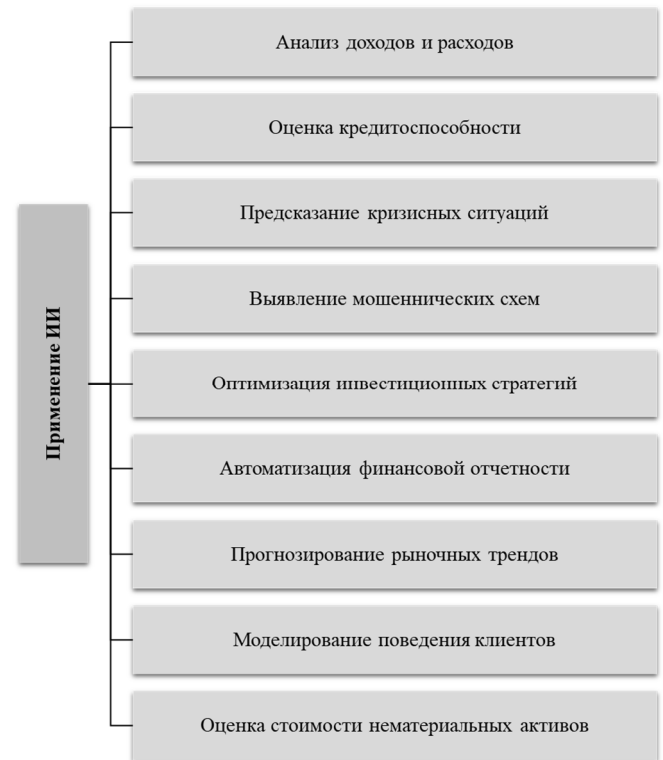 Применение ИИ
Анализ доходов и расходов
Оценка кредитоспособности
Предсказание кризисных ситуаций
Выявление мошеннических схем
Оптимизация инвестиционных стратегий
Автоматизация финансовой отчетности
Прогнозирование рыночных трендов
Моделирование поведения клиентов
Оценка стоимости нематериальных активов